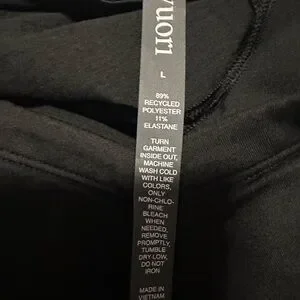 vuori
L
89%
RECYCLED
POLYESTER
11%
ELASTANE
TURN
GARMENT
INSIDE OUT,
MACHINE
WASH COLD
WITH LIKE
COLORS,
ONLY
NON-CHLO-
RINE
BLEACH
WHEN
NEEDED,
REMOVE
PROMPTLY,
TUMBLE
DRY LOW,
DO NOT
IRON
MADE IN
VIETNAM